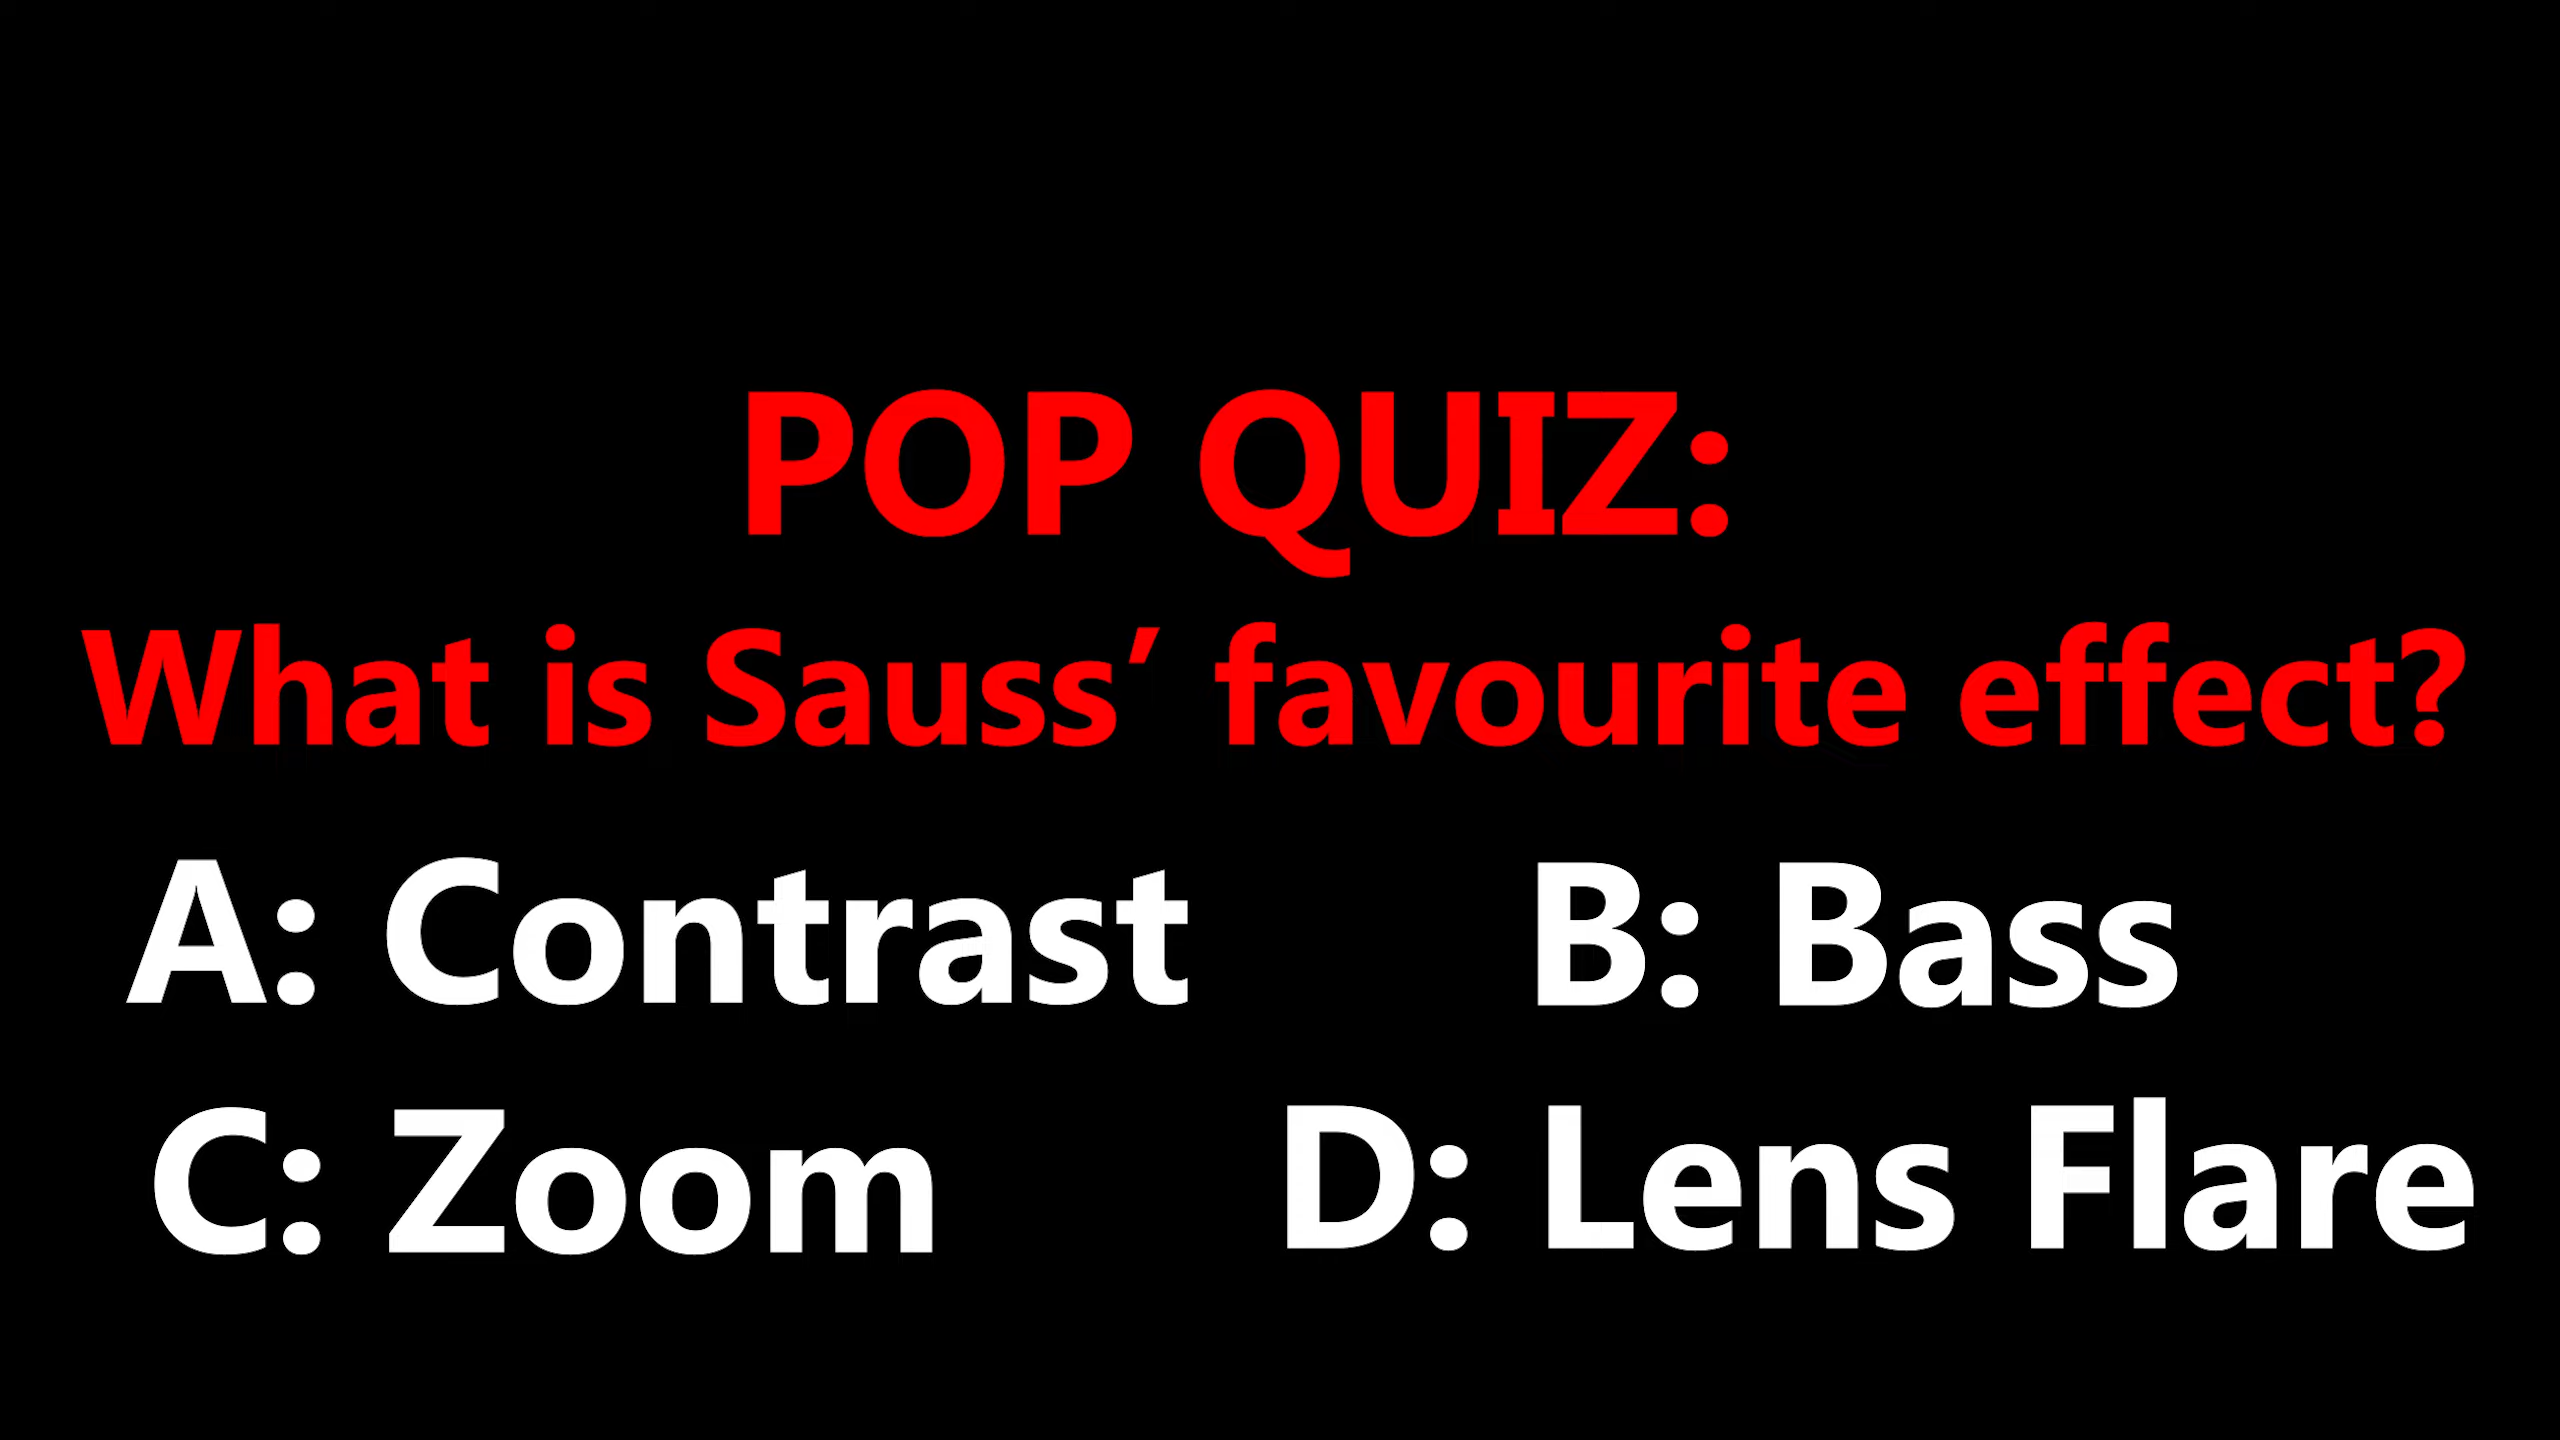 POP QUIZ:
What is Sauss’ favourite effect?
A: Contrast B: Bass
C: Zoom D: Lens Flare